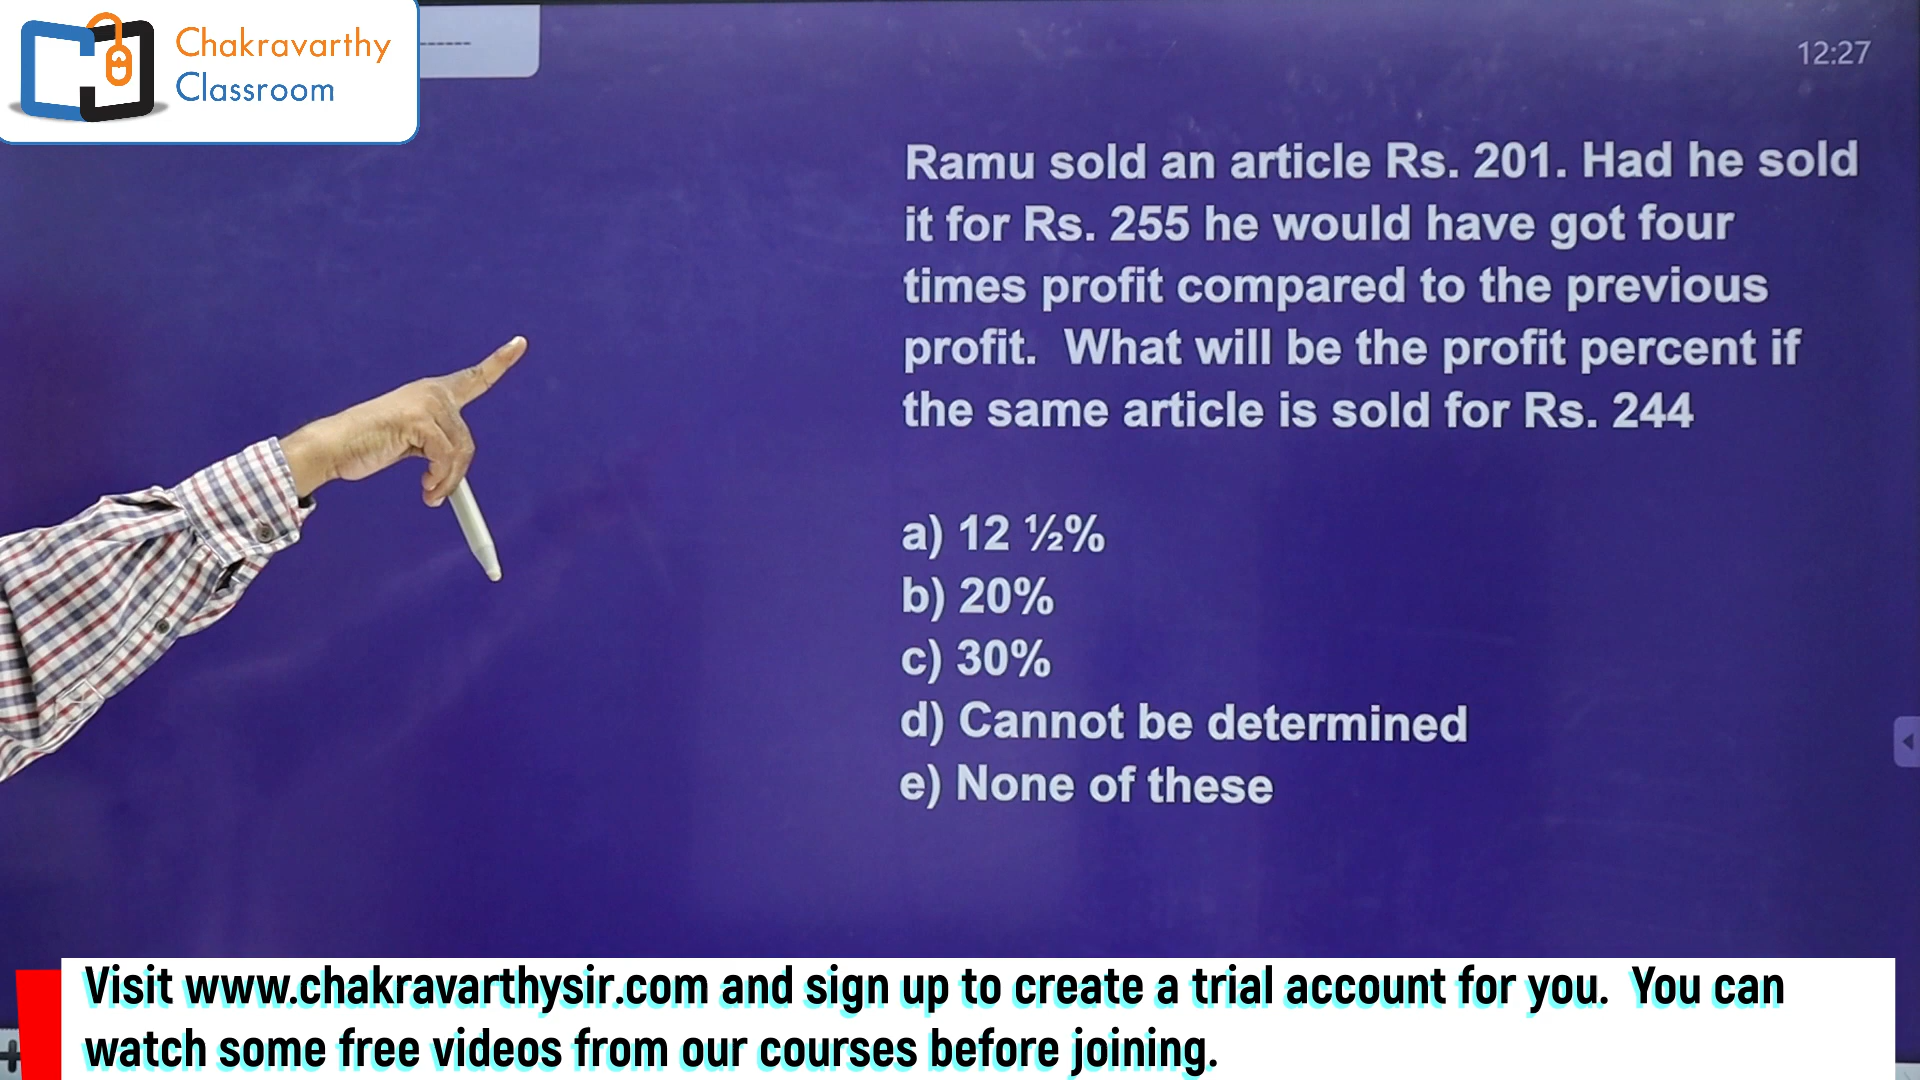 Chakravarthy
Classroom
12:27
Ramu sold an article Rs. 201. Had he sold
it for Rs. 255 he would have got four
times profit compared to the previous
profit. What will be the profit percent if
the same article is sold for Rs. 244
a) 12 ½%
b) 20%
c) 30%
d) Cannot be determined
e) None of these
Visit www.chakravarthysir.com and sign up to create a trial account for you. You can
watch some free videos from our courses before joining.